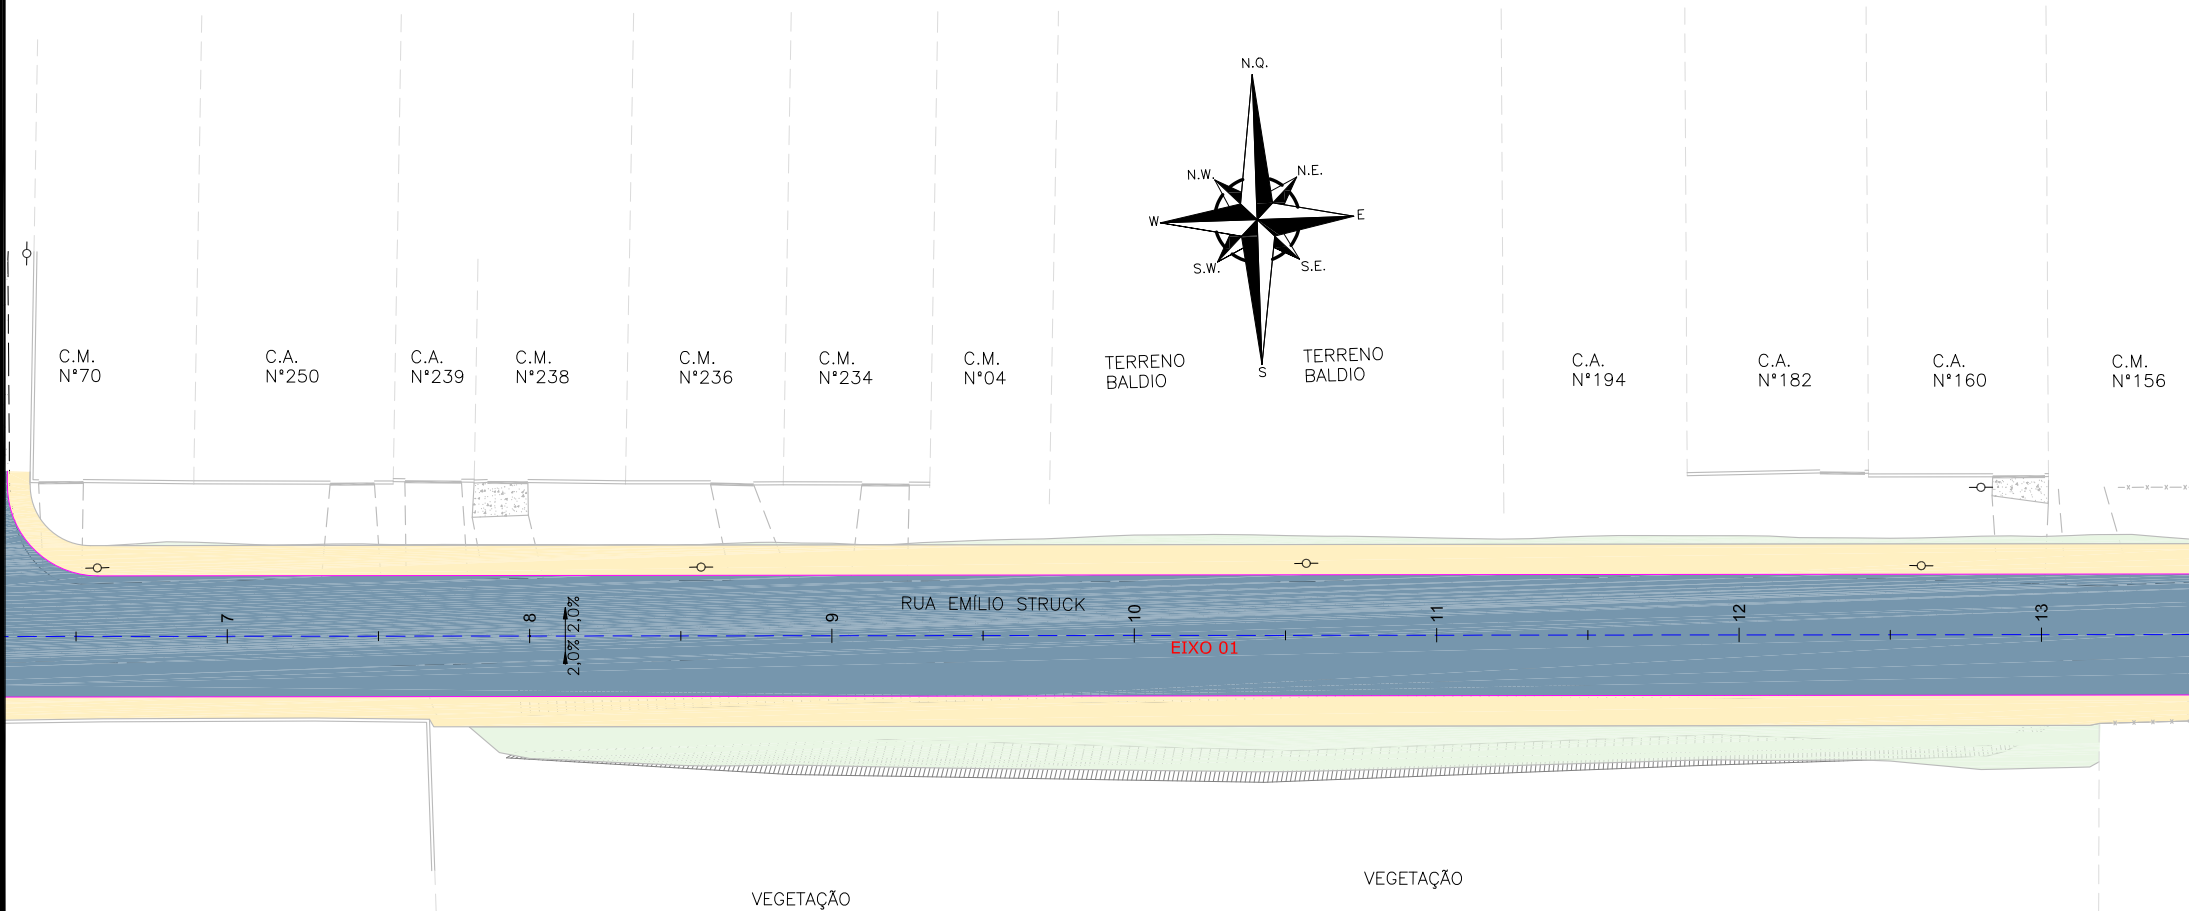 N.Q.
N.W.
N.E.
W
E
S.W.
S.E.
S
C.M.
N°70
C.A.
N°250
C.A.
N°239
C.M.
N°238
C.M.
N°236
C.M.
N°234
C.M.
N°04
TERRENO
BALDIO
TERRENO
BALDIO
C.A.
N°194
C.A.
N°182
C.A.
N°160
C.M.
N°156
RUA EMÍLIO STRUCK
7
8
2,0%
2,0%
9
10
11
12
13
EIXO 01
VEGETAÇÃO
VEGETAÇÃO